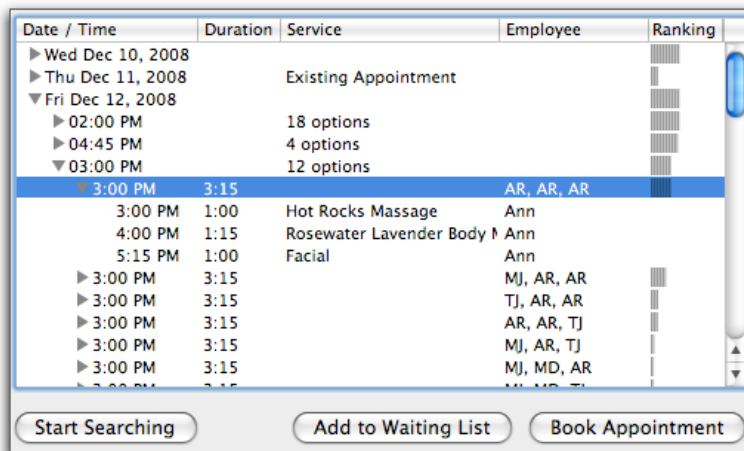 Date / Time Duration Service Employee Ranking
Wed Dec 10, 2008
Thu Dec 11, 2008 Existing Appointment
Fri Dec 12, 2008
02:00 PM 18 options
04:45 PM 4 options
03:00 PM 12 options
3:00 PM 3:15 AR, AR, AR
3:00 PM 1:00 Hot Rocks Massage Ann
4:00 PM 1:15 Rosewater Lavender Body Ann
5:15 PM 1:00 Facial Ann
3:00 PM 3:15 MJ, AR, AR
3:00 PM 3:15 TJ, AR, AR
3:00 PM 3:15 AR, AR, TJ
3:00 PM 3:15 MJ, AR, TJ
3:00 PM 3:15 MJ, MD, AR
Start Searching Add to Waiting List Book Appointment